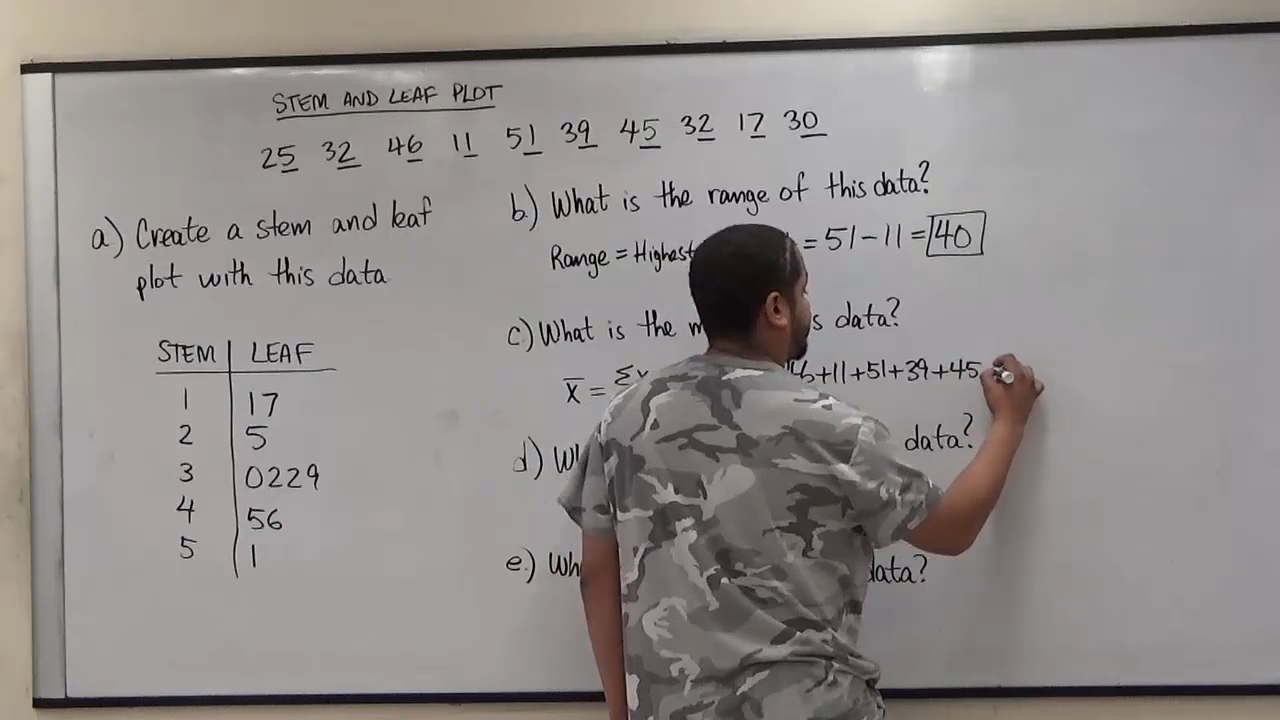 STEM AND LEAF PLOT
25 32 46 11 51 39 45 32 17 30
a) Create a stem and leaf
plot with this data
STEM LEAF
1 17
2 5
3 0229
4 56
5 1
b.) What is the range of this data?
Range = Highest = 51 - 11 = 40
c.) What is the data?
x̄ = Σx 46+11+51+39+45
d.) data?
e.) data?